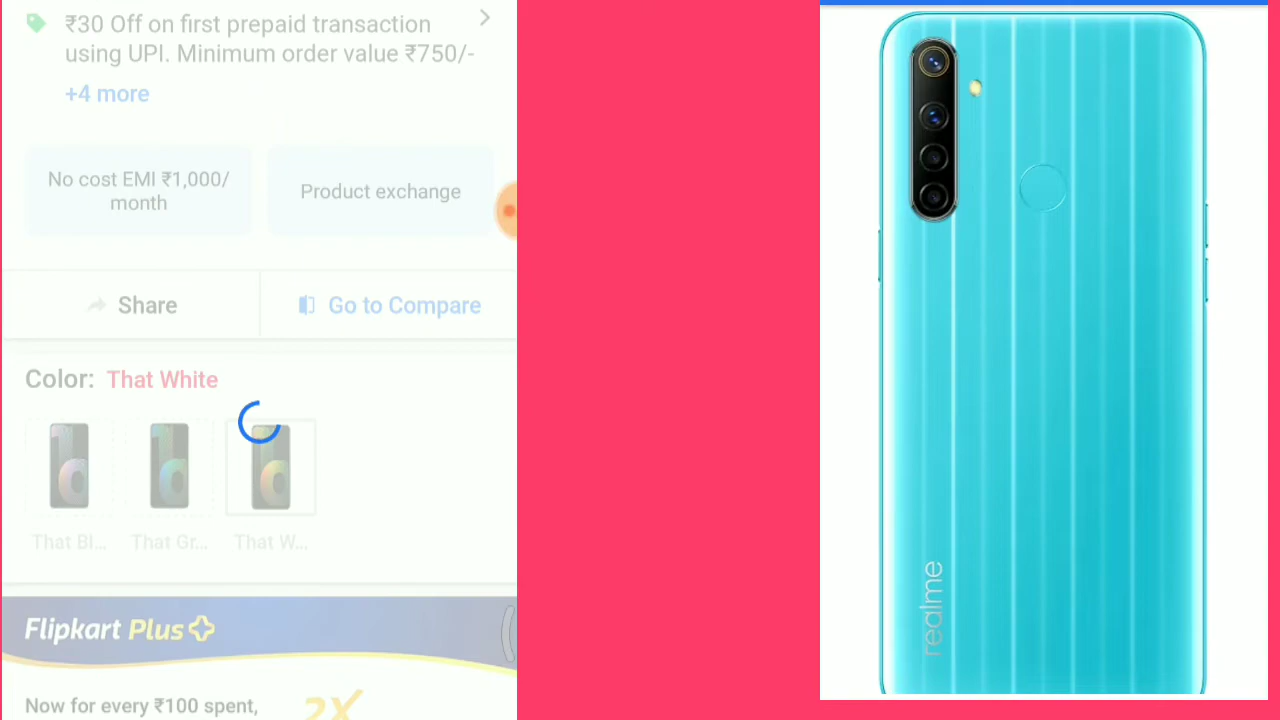 ₹30 Off on first prepaid transaction
using UPI. Minimum order value ₹750/-
+4 more
No cost EMI ₹1,000/
month
Product exchange
Share
Go to Compare
Color: That White
That Bl...
That Gr...
That W...
Flipkart Plus
Now for every ₹100 spent,
2X
realme